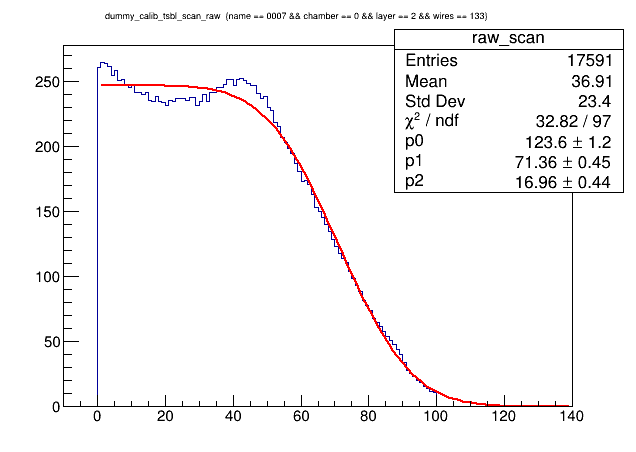 dummy_calib_tsbl_scan_raw (name == 0007 && chamber == 0 && layer == 2 && wires == 133)
raw_scan
Entries 17591
Mean 36.91
Std Dev 23.4
χ² / ndf 32.82 / 97
p0 123.6 ± 1.2
p1 71.36 ± 0.45
p2 16.96 ± 0.44
250
200
150
100
50
0
0 20 40 60 80 100 120 140